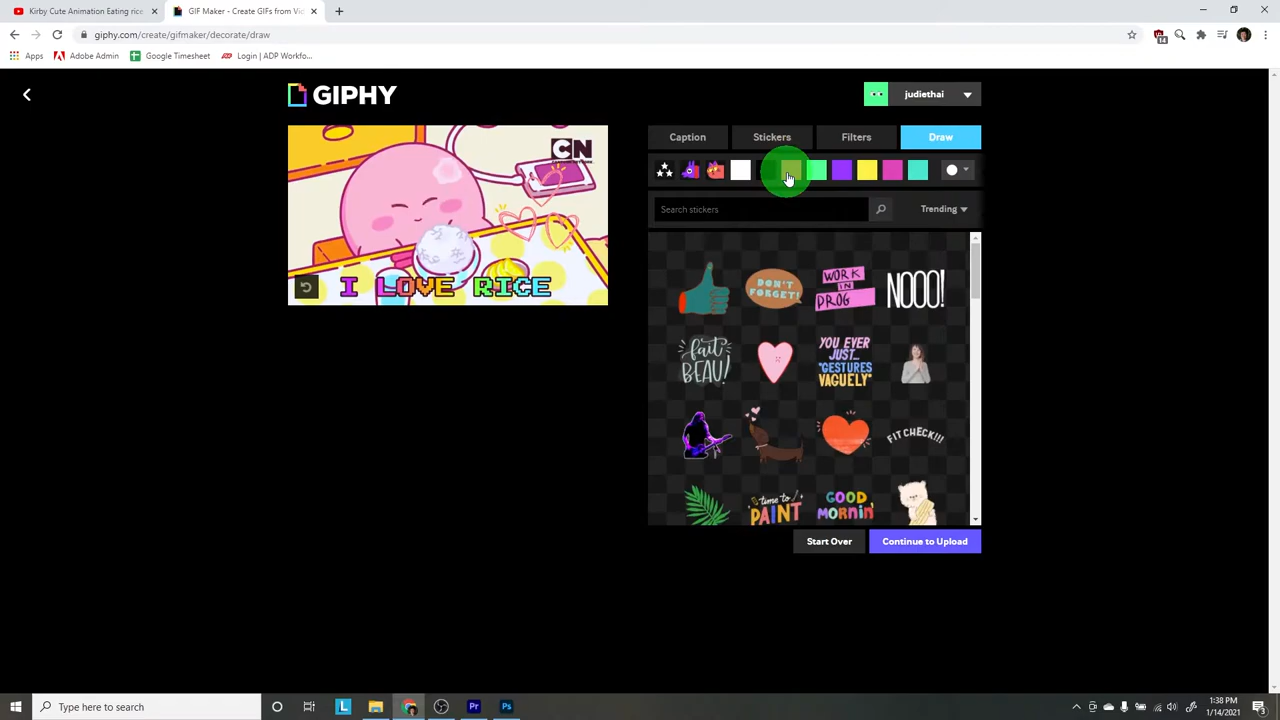 Kirby Cute Animation Eating rice
GIF Maker - Create GIFs from Vid
giphy.com/create/gifmaker/decorate/draw
Apps
Adobe Admin
Google Timesheet
Login | ADP Workfo...
GIPHY
judiethai
CN
Caption
Stickers
Filters
Draw
I LOVE RICE
Search stickers
Trending
DON'T FORGET!
WORK IN PROG
NOOO!
fait BEAU!
YOU EVER JUST... *GESTURES VAGUELY*
FIT CHECK!!!
time to PAINT
GOOD MORNIN'
Start Over
Continue to Upload
Type here to search
1:38 PM
1/14/2021